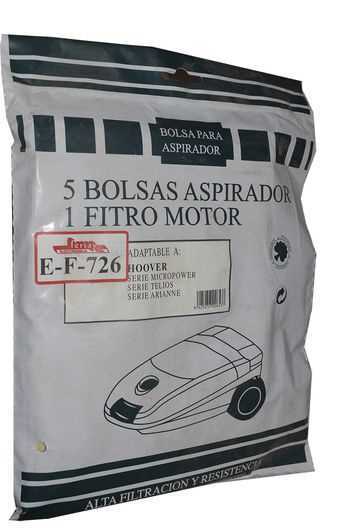 BOLSA PARA
ASPIRADOR
5 BOLSAS ASPIRADOR
1 FITRO MOTOR
E-F-726
ADAPTABLE A:
HOOVER
SERIE MICROPOWER
SERIE TELIOS
SERIE ARIANNE
ALTA FILTRACION Y RESISTENCIA